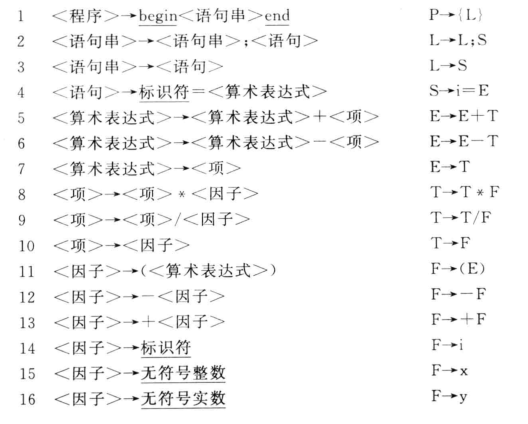 1 <程序>→begin<语句串>end P→{L}
2 <语句串>→<语句串>;<语句> L→L;S
3 <语句串>→<语句> L→S
4 <语句>→标识符=<算术表达式> S→i=E
5 <算术表达式>→<算术表达式>+<项> E→E+T
6 <算术表达式>→<算术表达式>-<项> E→E-T
7 <算术表达式>→<项> E→T
8 <项>→<项>*<因子> T→T*F
9 <项>→<项>/<因子> T→T/F
10 <项>→<因子> T→F
11 <因子>→(<算术表达式>) F→(E)
12 <因子>→-<因子> F→-F
13 <因子>→+<因子> F→+F
14 <因子>→标识符 F→i
15 <因子>→无符号整数 F→x
16 <因子>→无符号实数 F→y